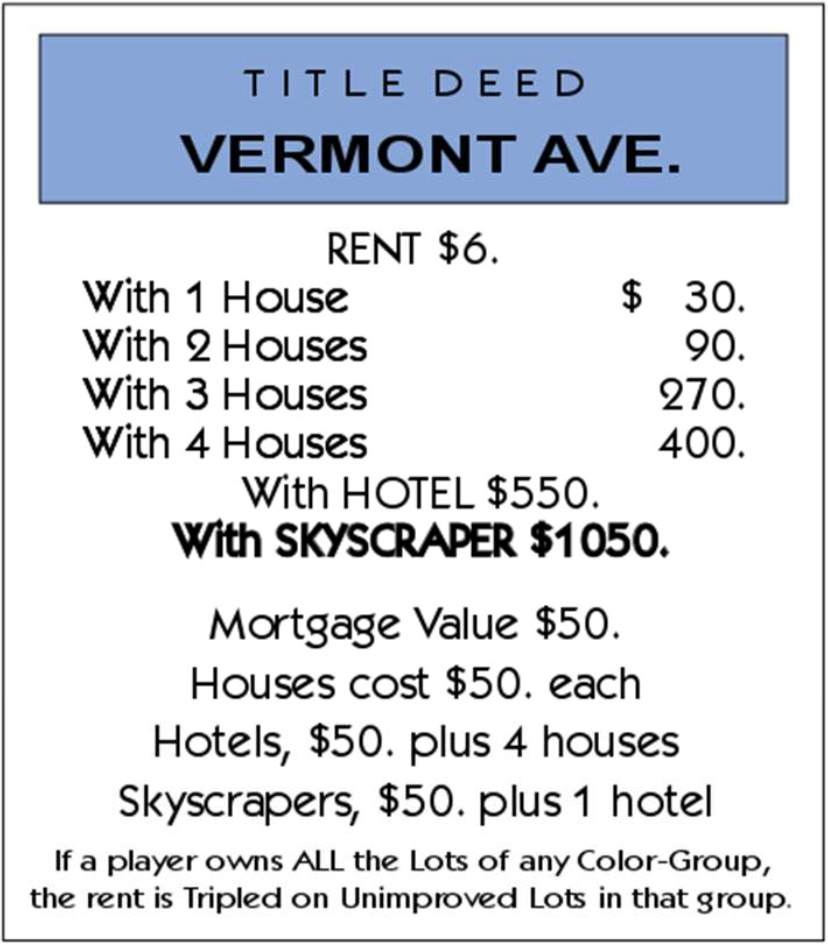 TITLE DEED
VERMONT AVE.
RENT $6.
With 1 House $ 30.
With 2 Houses 90.
With 3 Houses 270.
With 4 Houses 400.
With HOTEL $550.
With SKYSCRAPER $1050.
Mortgage Value $50.
Houses cost $50. each
Hotels, $50. plus 4 houses
Skyscrapers, $50. plus 1 hotel
If a player owns ALL the Lots of any Color-Group,
the rent is Tripled on Unimproved Lots in that group.